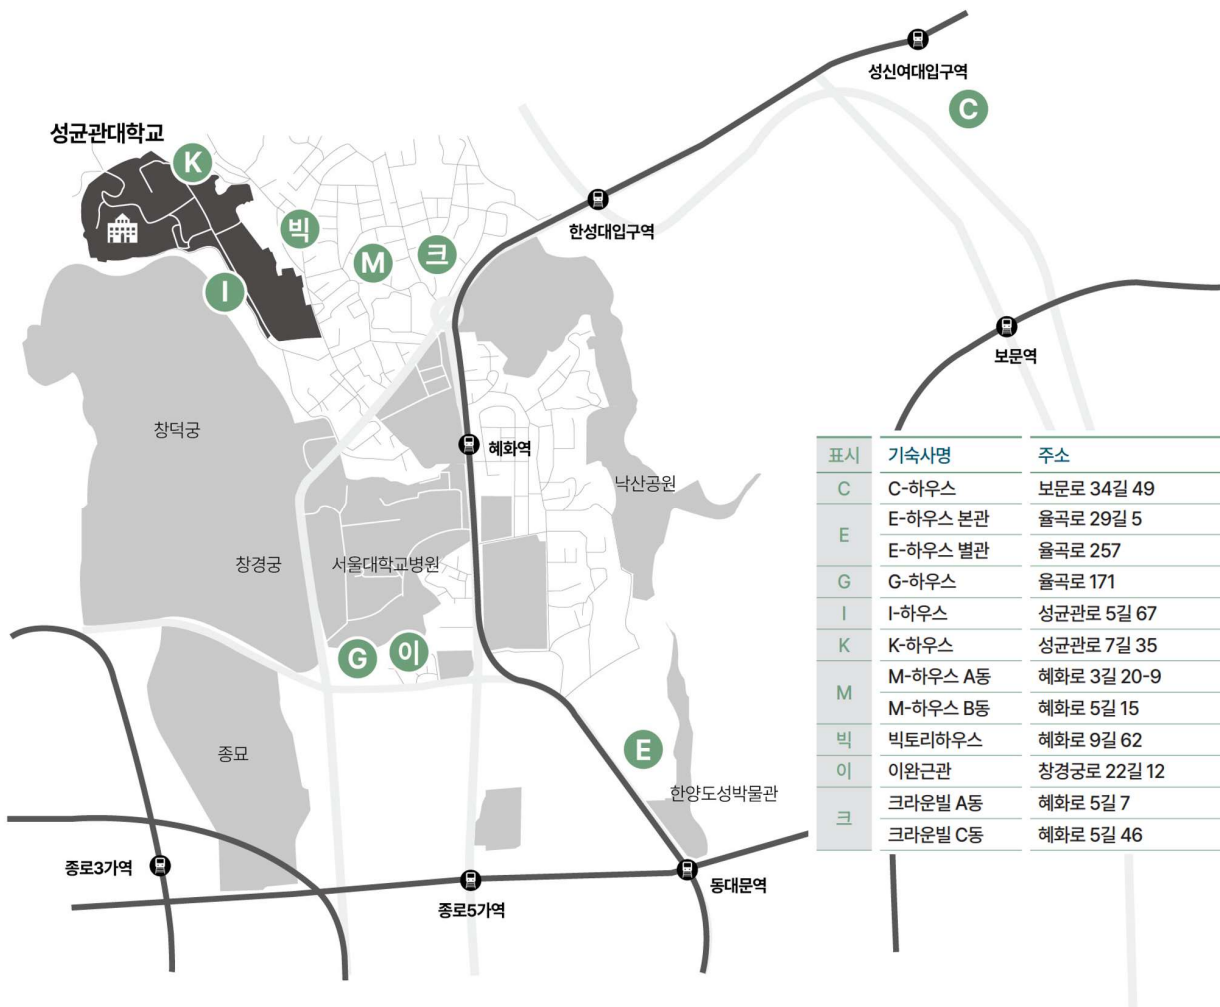 성신여대입구역
C
성균관대학교
K
한성대입구역
빅
M
크
I
보문역
창덕궁
혜화역
낙산공원
창경궁
서울대학교병원
G
이
종묘
E
한양도성박물관
종로3가역
종로5가역
동대문역
표시 기숙사명 주소
C C-하우스 보문로 34길 49
E E-하우스 본관 율곡로 29길 5
E-하우스 별관 율곡로 257
G G-하우스 율곡로 171
I I-하우스 성균관로 5길 67
K K-하우스 성균관로 7길 35
M M-하우스 A동 혜화로 3길 20-9
M-하우스 B동 혜화로 5길 15
빅 빅토리하우스 혜화로 9길 62
이 이완근관 창경궁로 22길 12
크 크라운빌 A동 혜화로 5길 7
크라운빌 C동 혜화로 5길 46